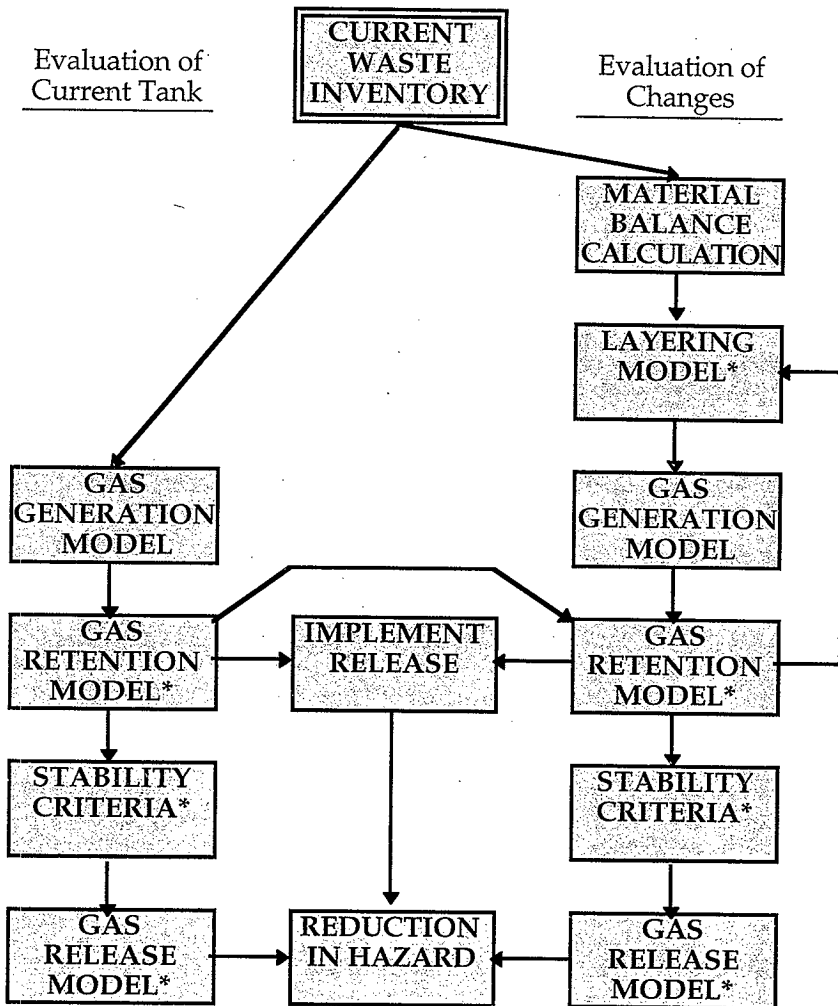 Evaluation of
Current Tank
CURRENT
WASTE
INVENTORY
Evaluation of
Changes
MATERIAL
BALANCE
CALCULATION
LAYERING
MODEL*
GAS
GENERATION
MODEL
GAS
GENERATION
MODEL
GAS
RETENTION
MODEL*
IMPLEMENT
RELEASE
GAS
RETENTION
MODEL*
STABILITY
CRITERIA*
STABILITY
CRITERIA*
GAS
RELEASE
MODEL*
REDUCTION
IN HAZARD
GAS
RELEASE
MODEL*